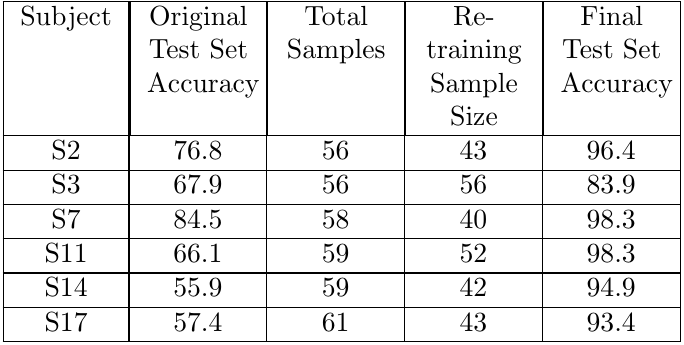 Subject Original Total Re- Final
Test Set Samples training Test Set
Accuracy Sample Accuracy
Size
S2 76.8 56 43 96.4
S3 67.9 56 56 83.9
S7 84.5 58 40 98.3
S11 66.1 59 52 98.3
S14 55.9 59 42 94.9
S17 57.4 61 43 93.4